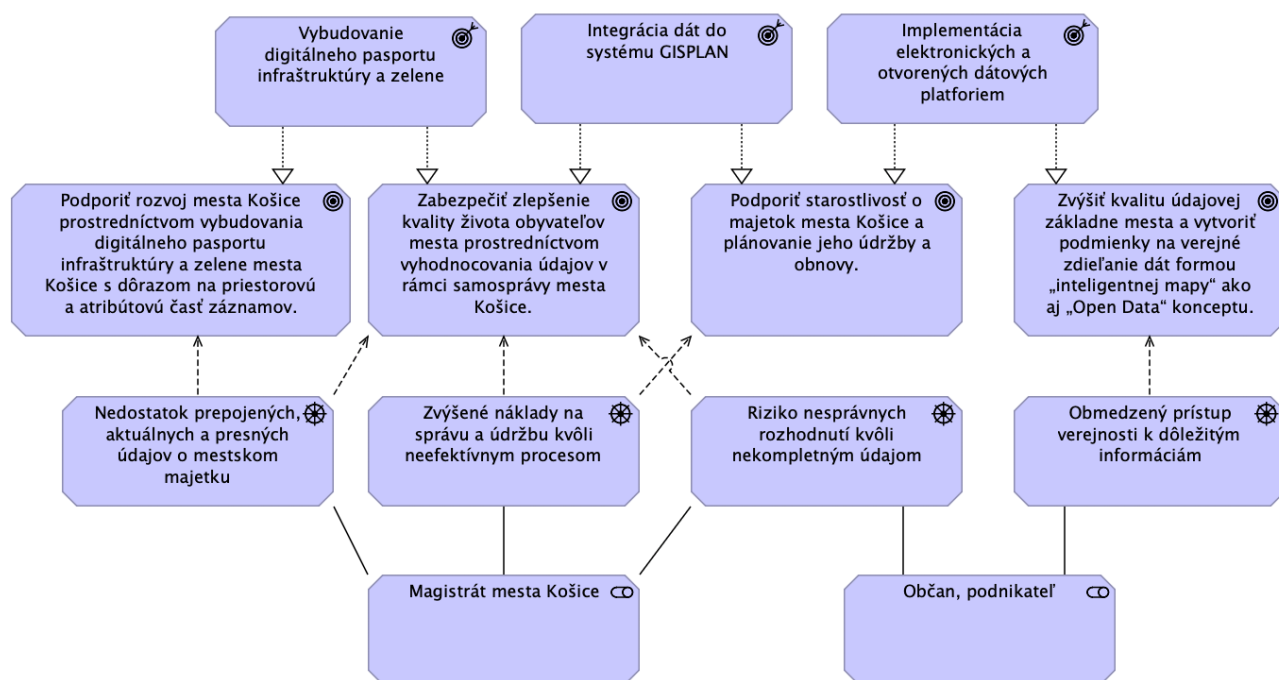 Vybudovanie
digitálneho pasportu
infraštruktúry a zelene
Integrácia dát do
systému GISPLAN
Implementácia
elektronických a
otvorených dátových
platforiem
Podporiť rozvoj mesta Košice
prostredníctvom vybudovania
digitálneho pasportu
infraštruktúry a zelene mesta
Košice s dôrazom na priestorovú
a atribútovú časť záznamov.
Zabezpečiť zlepšenie
kvality života obyvateľov
mesta prostredníctvom
vyhodnocovania údajov v
rámci samosprávy mesta
Košice.
Podporiť starostlivosť o
majetok mesta Košice a
plánovanie jeho údržby a
obnovy.
Zvýšiť kvalitu údajovej
základne mesta a vytvoriť
podmienky na verejné
zdieľanie dát formou
„inteligentnej mapy“ ako
aj „Open Data“ konceptu.
Nedostatok prepojených,
aktuálnych a presných
údajov o mestskom
majetku
Zvýšené náklady na
správu a údržbu kvôli
neefektívnym procesom
Riziko nesprávnych
rozhodnutí kvôli
nekompletným údajom
Obmedzený prístup
verejnosti k dôležitým
informáciám
Magistrát mesta Košice
Občan, podnikateľ